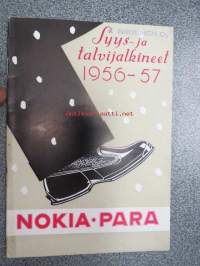 Syys- ja
talvijalkineet
1956-57
NOKIA·PARA